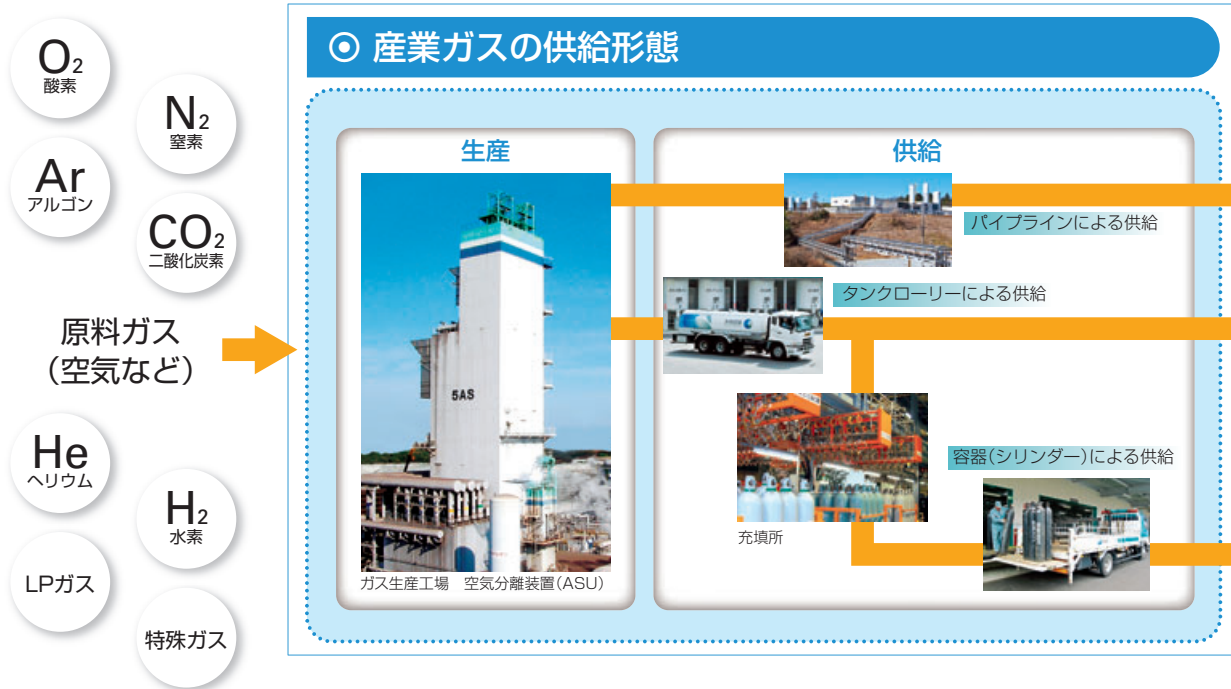 O2
酸素
N2
窒素
Ar
アルゴン
CO2
二酸化炭素
原料ガス
（空気など）
He
ヘリウム
H2
水素
LPガス
特殊ガス
産業ガスの供給形態
生産
5AS
ガス生産工場　空気分離装置（ASU）
供給
パイプラインによる供給
タンクローリーによる供給
充填所
容器（シリンダー）による供給